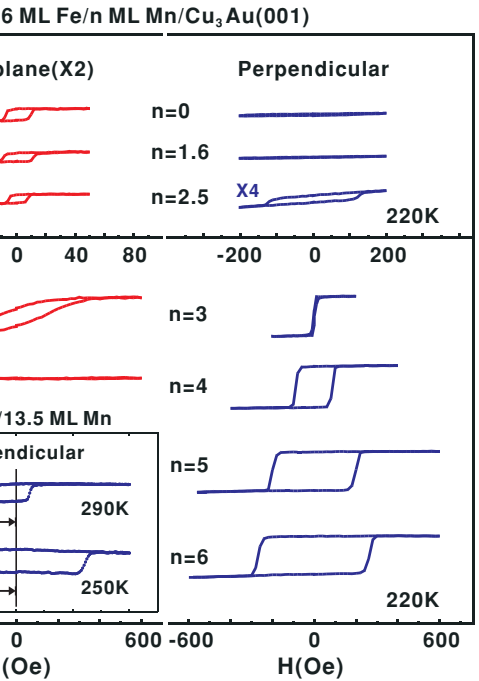 6 ML Fe/n ML Mn/Cu₃Au(001)
plane(X2) Perpendicular
n=0
n=1.6
n=2.5 X4
220K
0 40 80 -200 0 200
n=3
n=4
/13.5 ML Mn
endicular
n=5
290K
n=6
250K 220K
0 600 -600 0 600
(Oe) H(Oe)